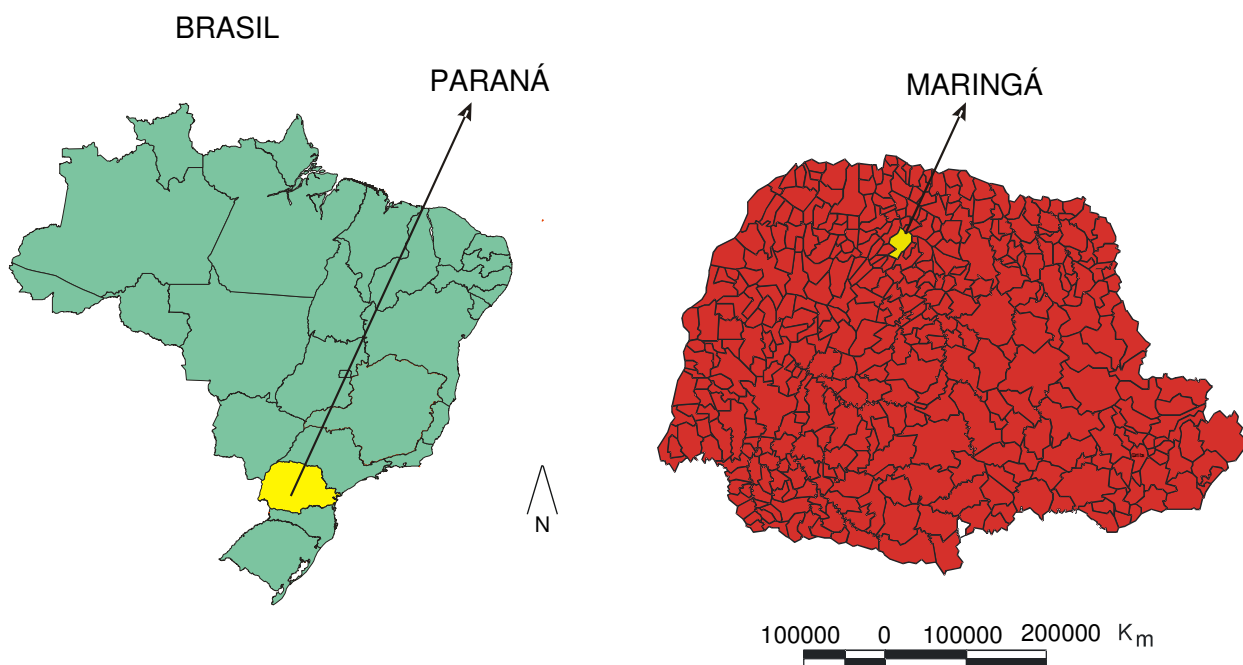 BRASIL
PARANÁ
MARINGÁ
N
100000 0 100000 200000 Km